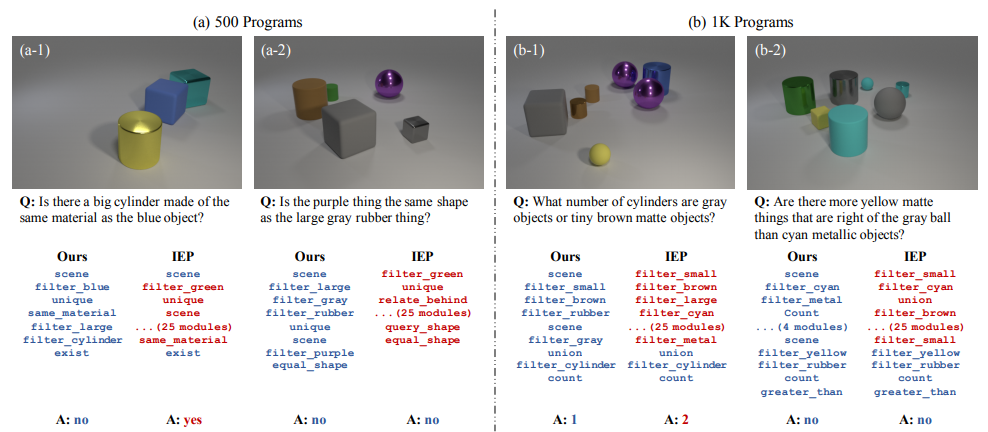 (a) 500 Programs
(b) 1K Programs
(a-1)
(a-2)
(b-1)
(b-2)
Q: Is there a big cylinder made of the
same material as the blue object?
Ours
scene
filter_blue
unique
same_material
filter_large
filter_cylinder
exist
A: no
IEP
scene
filter_green
unique
scene
...(25 modules)
same_material
exist
A: yes
Q: Is the purple thing the same shape
as the large gray rubber thing?
Ours
scene
filter_large
filter_gray
filter_rubber
unique
scene
filter_purple
equal_shape
A: no
IEP
filter_green
unique
relate_behind
...(25 modules)
query_shape
equal_shape
A: no
Q: What number of cylinders are gray
objects or tiny brown matte objects?
Ours
scene
filter_small
filter_brown
filter_rubber
scene
filter_gray
union
filter_cylinder
count
A: 1
IEP
filter_small
filter_brown
filter_large
filter_cyan
...(25 modules)
filter_metal
union
filter_cylinder
count
A: 2
Q: Are there more yellow matte
things that are right of the gray ball
than cyan metallic objects?
Ours
scene
filter_cyan
filter_metal
Count
...(4 modules)
scene
filter_yellow
filter_rubber
count
greater_than
A: no
IEP
filter_small
filter_cyan
union
filter_brown
...(25 modules)
filter_small
filter_yellow
filter_rubber
count
greater_than
A: no